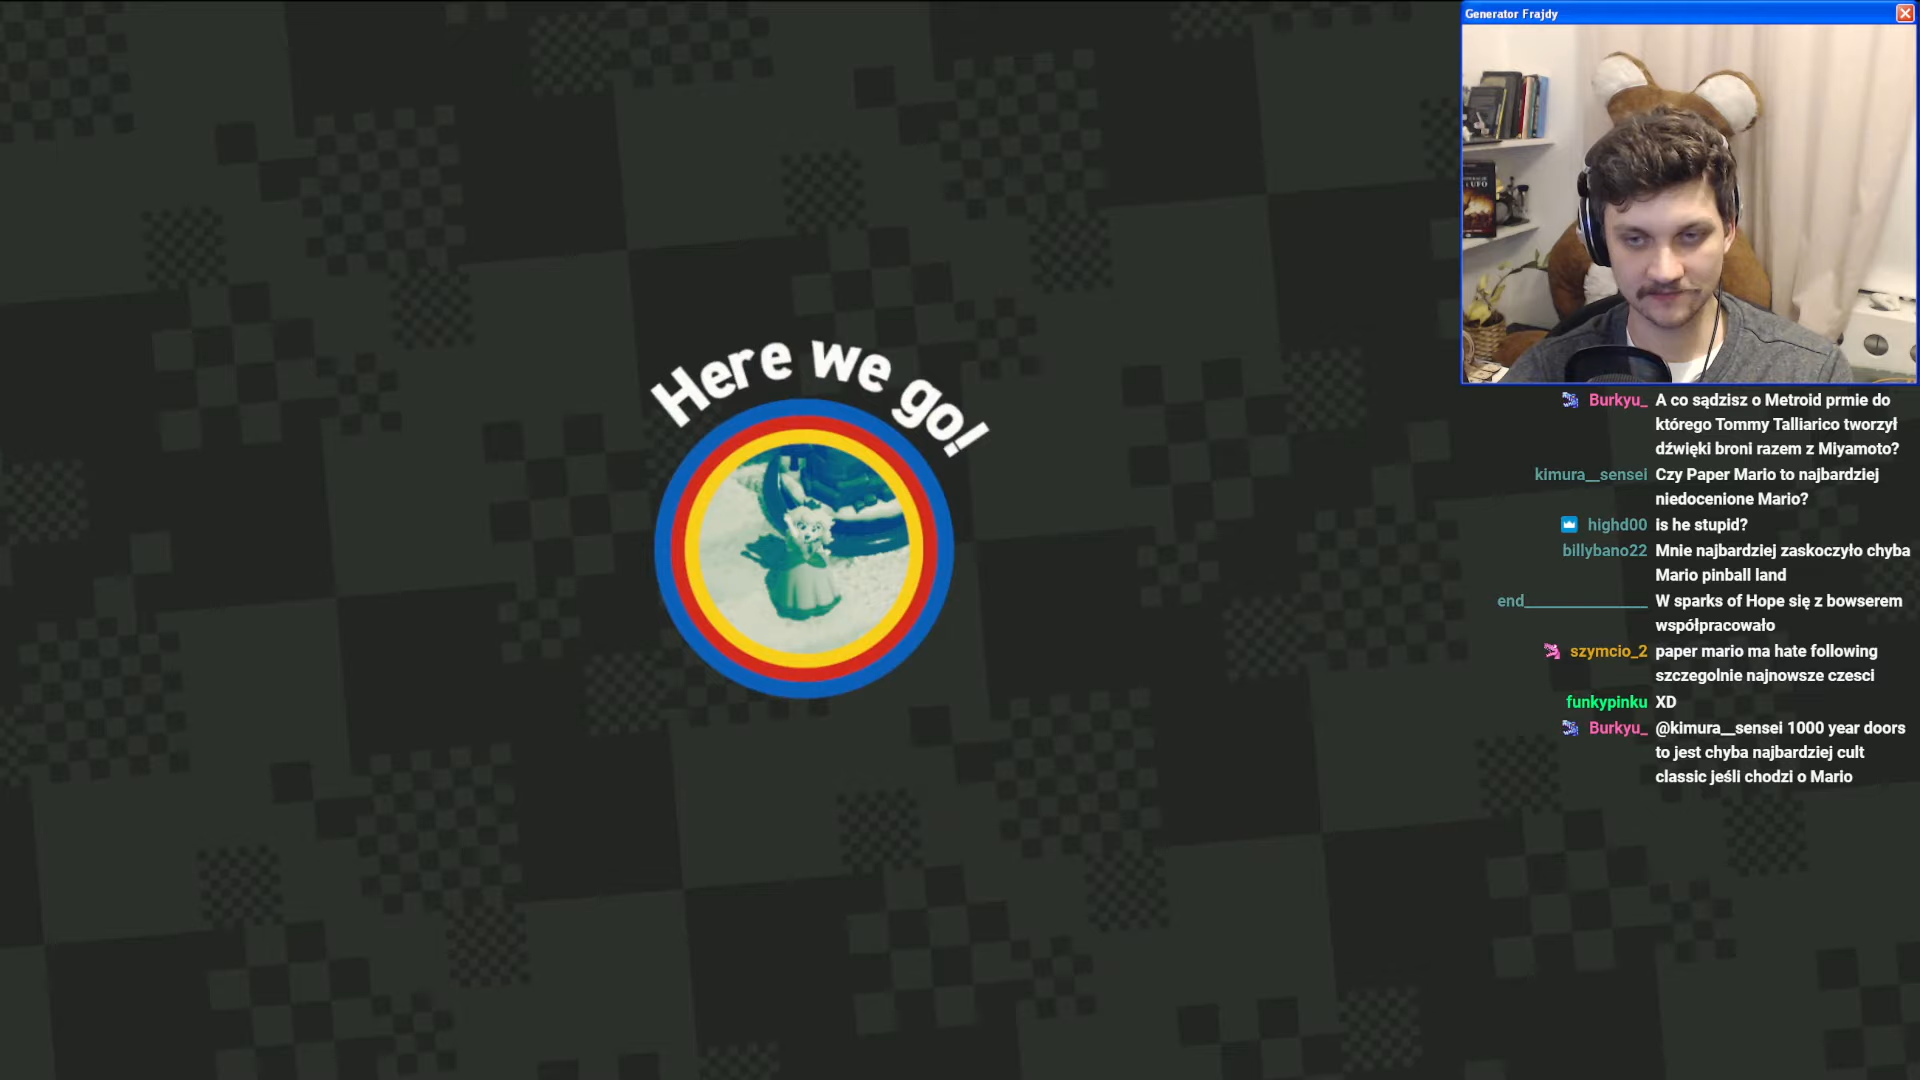 Generator Frajdy
Here we go!
Burkyu_ A co sądzisz o Metroid prmie do
którego Tommy Talliarico tworzył
dźwięki broni razem z Miyamoto?
kimura__sensei Czy Paper Mario to najbardziej
niedocenione Mario?
highd00 is he stupid?
billybano22 Mnie najbardziej zaskoczyło chyba
Mario pinball land
end________________ W sparks of Hope się z bowserem
współpracowało
szymcio_2 paper mario ma hate following
szczegolnie najnowsze czesci
funkypinku XD
Burkyu_ @kimura__sensei 1000 year doors
to jest chyba najbardziej cult
classic jeśli chodzi o Mario